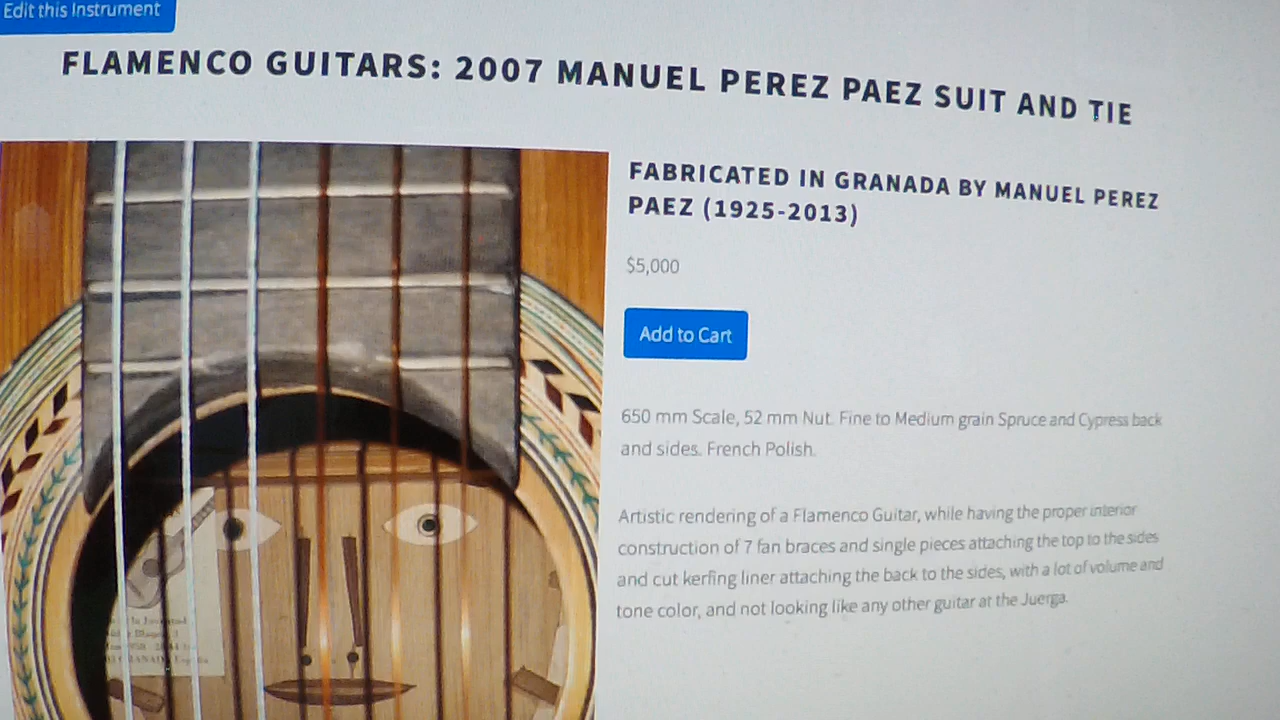 Edit this Instrument
FLAMENCO GUITARS: 2007 MANUEL PEREZ PAEZ SUIT AND TIE
FABRICATED IN GRANADA BY MANUEL PEREZ
PAEZ (1925-2013)
$5,000
Add to Cart
650 mm Scale, 52 mm Nut. Fine to Medium grain Spruce and Cypress back
and sides. French Polish.
Artistic rendering of a Flamenco Guitar, while having the proper interior
construction of 7 fan braces and single pieces attaching the top to the sides
and cut kerfing liner attaching the back to the sides, with a lot of volume and
tone color, and not looking like any other guitar at the Juerga.
GRANADA